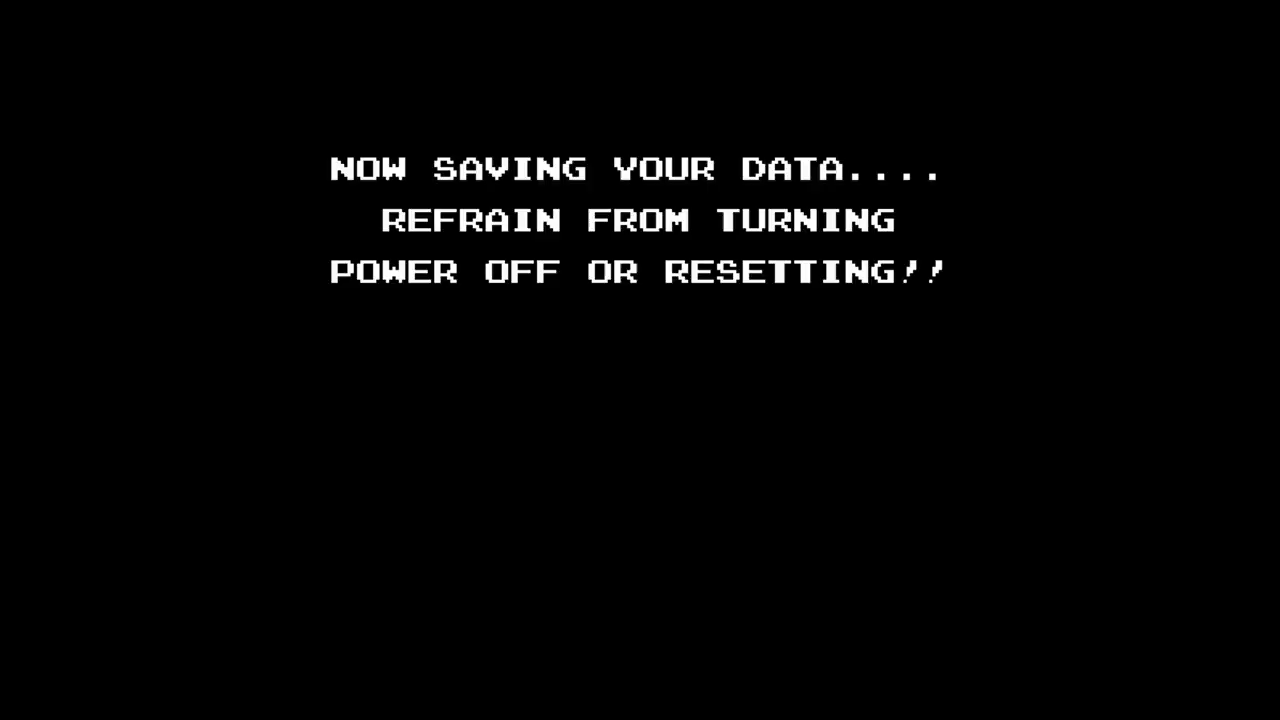 NOW SAVING YOUR DATA....
REFRAIN FROM TURNING
POWER OFF OR RESETTING!!